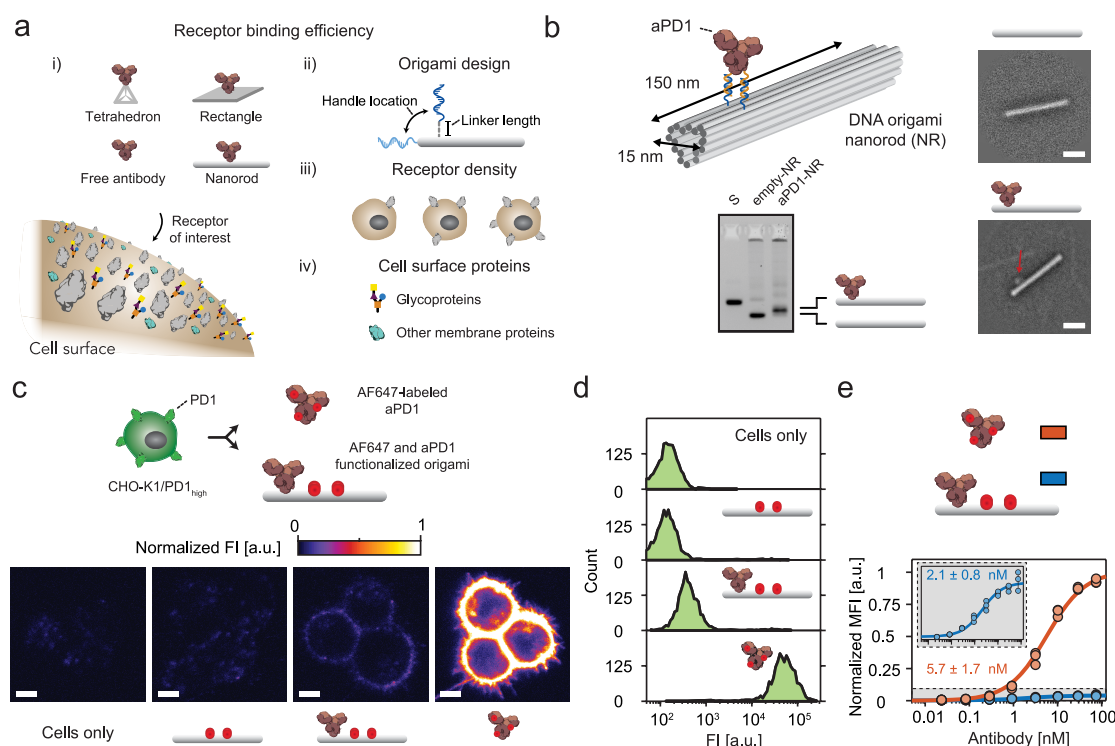 a
Receptor binding efficiency
i)
Tetrahedron
Rectangle
Free antibody
Nanorod
Receptor
of interest
Cell surface
ii)
Origami design
Handle location
Linker length
iii)
Receptor density
iv)
Cell surface proteins
Glycoproteins
Other membrane proteins
b
aPD1
150 nm
15 nm
DNA origami
nanorod (NR)
S
empty-NR
aPD1-NR
c
PD1
CHO-K1/PD1high
AF647-labeled
aPD1
AF647 and aPD1
functionalized origami
Normalized FI [a.u.]
0
1
Cells only
d
Cells only
125
0
125
0
125
0
125
0
Count
10²
10³
10⁴
10⁵
FI [a.u.]
e
Normalized MFI [a.u.]
1
0.75
0.5
0.25
0
2.1 ± 0.8 nM
5.7 ± 1.7 nM
0.01
0.1
1
10
100
Antibody [nM]